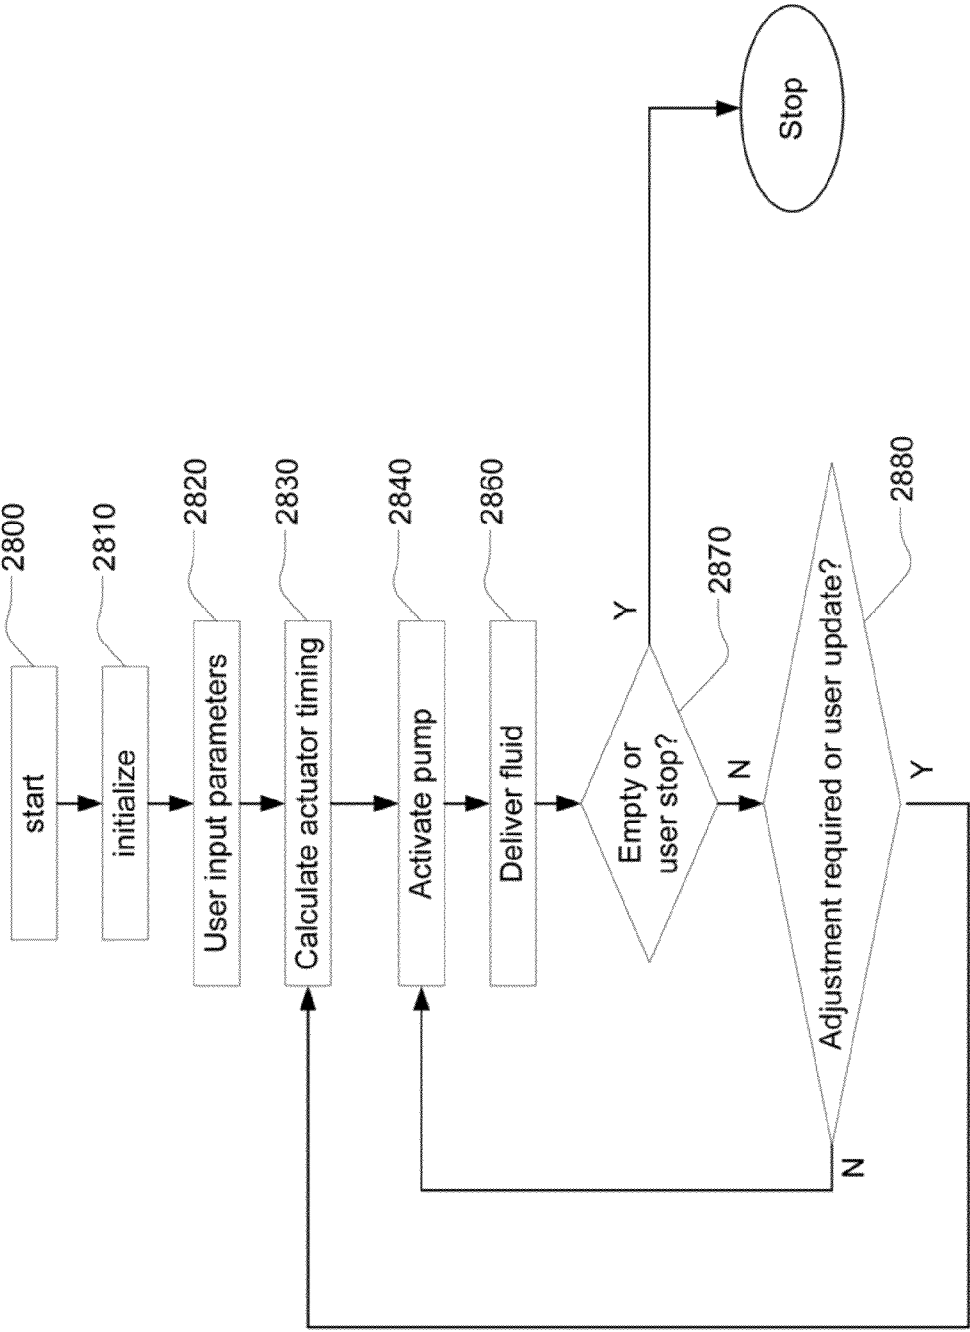 start
2800
initialize
2810
User input parameters
2820
Calculate actuator timing
2830
Activate pump
2840
Deliver fluid
2860
Empty or
user stop?
2870
Y
Stop
N
Adjustment required or user update?
2880
N
Y